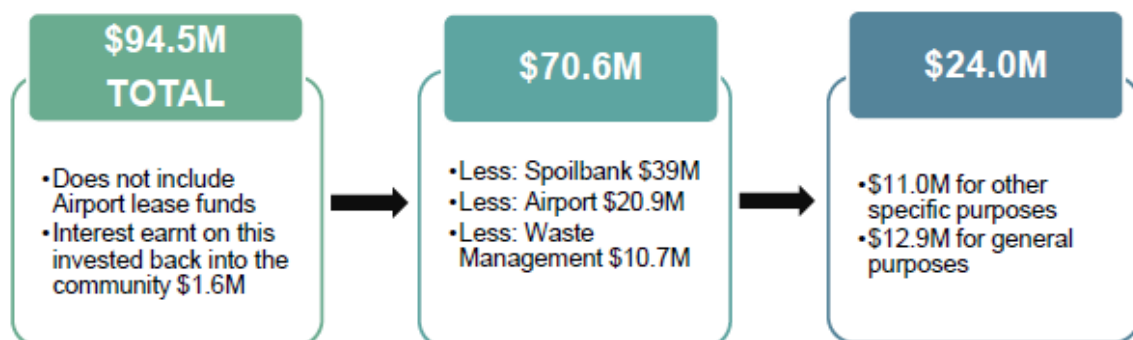 $94.5M
TOTAL
•Does not include
Airport lease funds
•Interest earnt on this
invested back into the
community $1.6M
$70.6M
•Less: Spoilbank $39M
•Less: Airport $20.9M
•Less: Waste
Management $10.7M
$24.0M
•$11.0M for other
specific purposes
•$12.9M for general
purposes